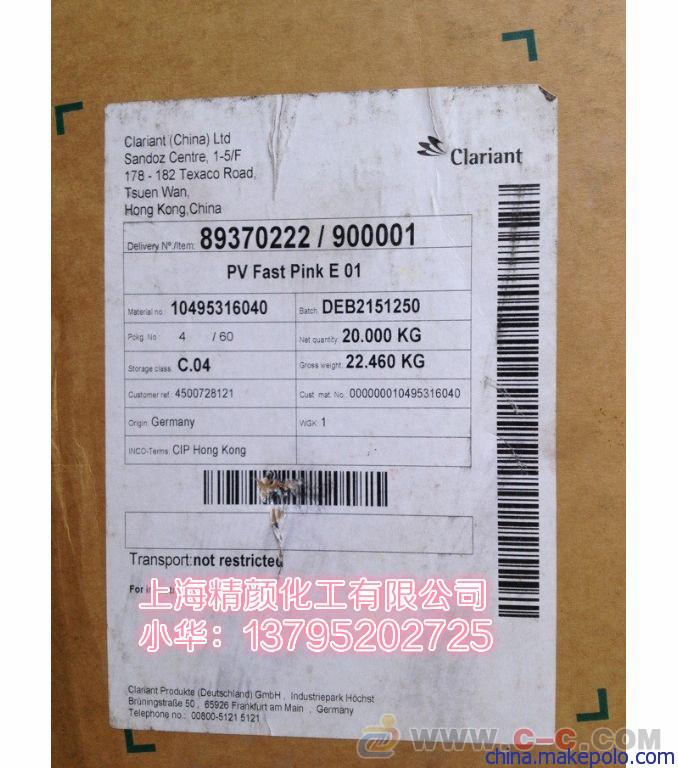 Clariant (China) Ltd
Sandoz Centre, 1-5/F
178 - 182 Texaco Road,
Tsuen Wan,
Hong Kong,China
Clariant
Delivery Nº./Item: 89370222 / 900001
PV Fast Pink E 01
Material no.: 10495316040 Batch: DEB2151250
Pckg. No 4 / 60 Net quantity: 20.000 KG
Storage class: C.04 Gross weight: 22.460 KG
Customer ref.: 4500728121 Cust. mat. No.: 000000010495316040
Origin: Germany WGK: 1
INCO-Terms: CIP Hong Kong
Transport:not restricted
For in
上海精颜化工有限公司
小华：13795202725
Clariant Produkte (Deutschland) GmbH , Industriepark Höchst
Brüningstraße 50 , 65926 Frankfurt am Main , Germany
Telephone no.: 00800-5121 5121
www.C-C.COM
china.makepolo.com